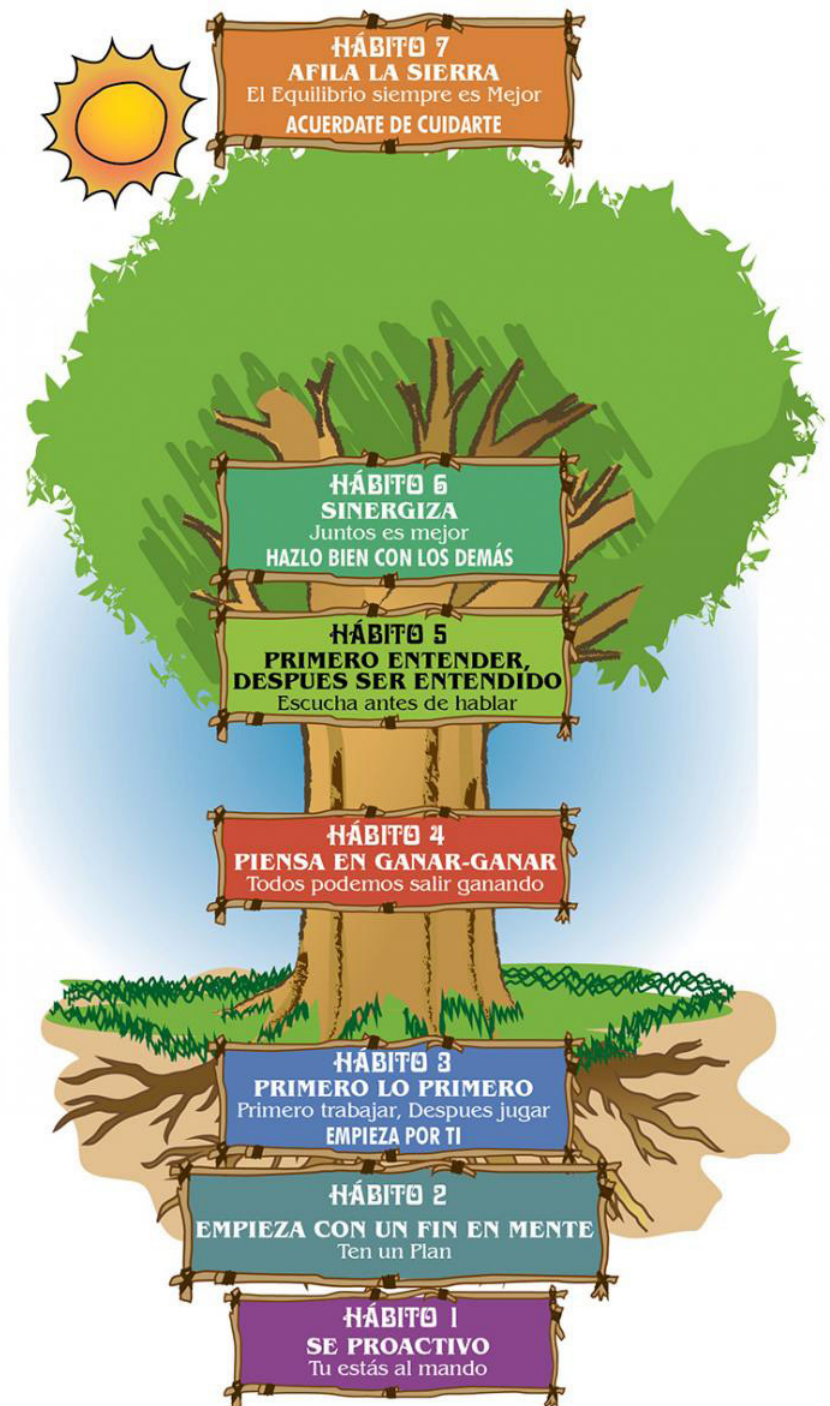 HÁBITO 7
AFILA LA SIERRA
El Equilibrio siempre es Mejor
ACUERDATE DE CUIDARTE
HÁBITO 6
SINERGIZA
Juntos es mejor
HAZLO BIEN CON LOS DEMÁS
HÁBITO 5
PRIMERO ENTENDER,
DESPUES SER ENTENDIDO
Escucha antes de hablar
HÁBITO 4
PIENSA EN GANAR-GANAR
Todos podemos salir ganando
HÁBITO 3
PRIMERO LO PRIMERO
Primero trabajar, Despues jugar
EMPIEZA POR TI
HÁBITO 2
EMPIEZA CON UN FIN EN MENTE
Ten un Plan
HÁBITO 1
SE PROACTIVO
Tu estás al mando